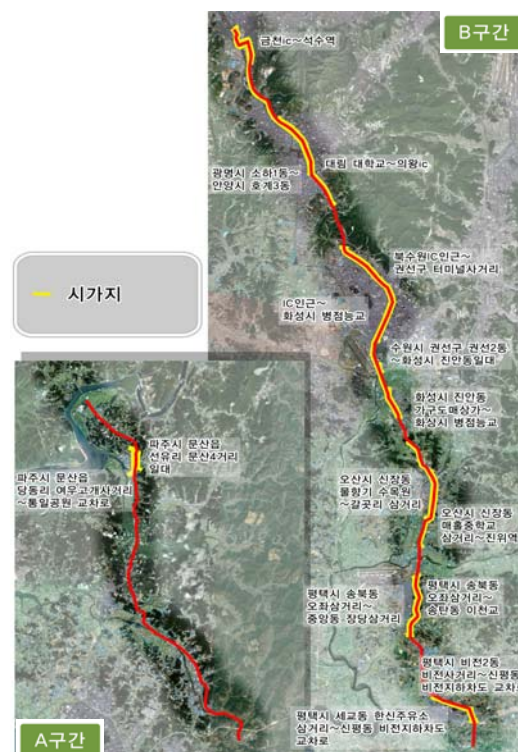 B구간
금천ic~석수역
대림 대학교~의왕ic
광명시 소하1동~
안양시 호계3동
북수원IC인근~
권선구 터미널사거리
IC인근~
화성시 병점능교
수원시 권선구 권선2동
~화성시 진안동일대
화성시 진안동
가구도매상가~
화상시 병점능교
오산시 신장동
물향기 수목원
~갈곶리 삼거리
오산시 신장동
매홀중학교
삼거리~진위역
평택시 송북동
오좌삼거리~
중앙동 장당삼거리
평택시 송북동
오좌삼거리~
송탄동 이천교
평택시 비전2동
비전사거리~신평동
비전지하차도 교차로
평택시 세교동 한신주유소
삼거리~신평동 비전지하차도
교차로
시가지
파주시 문산읍
선유리 문산4거리
일대
파주시 문산읍
당동리 여우고개사거리
~통일공원 교차로
A구간